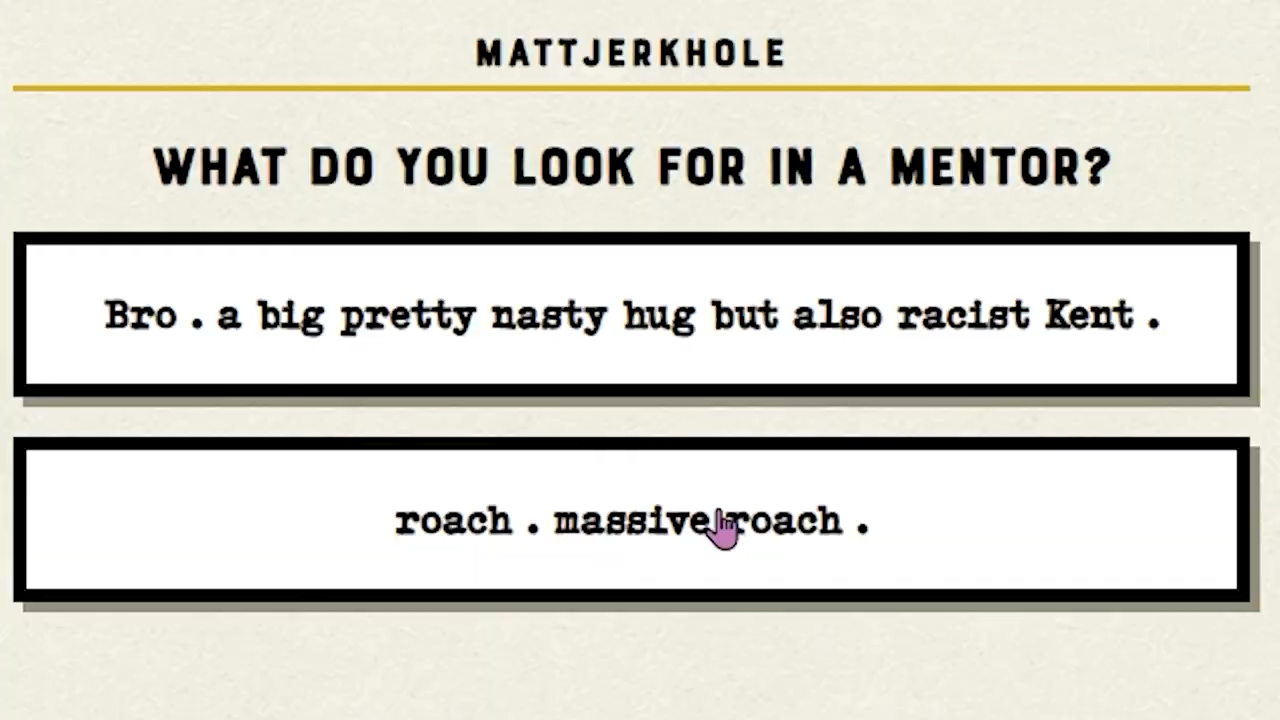 MATTJERKHOLE
WHAT DO YOU LOOK FOR IN A MENTOR?
Bro . a big pretty nasty hug but also racist Kent .
roach . massive roach .